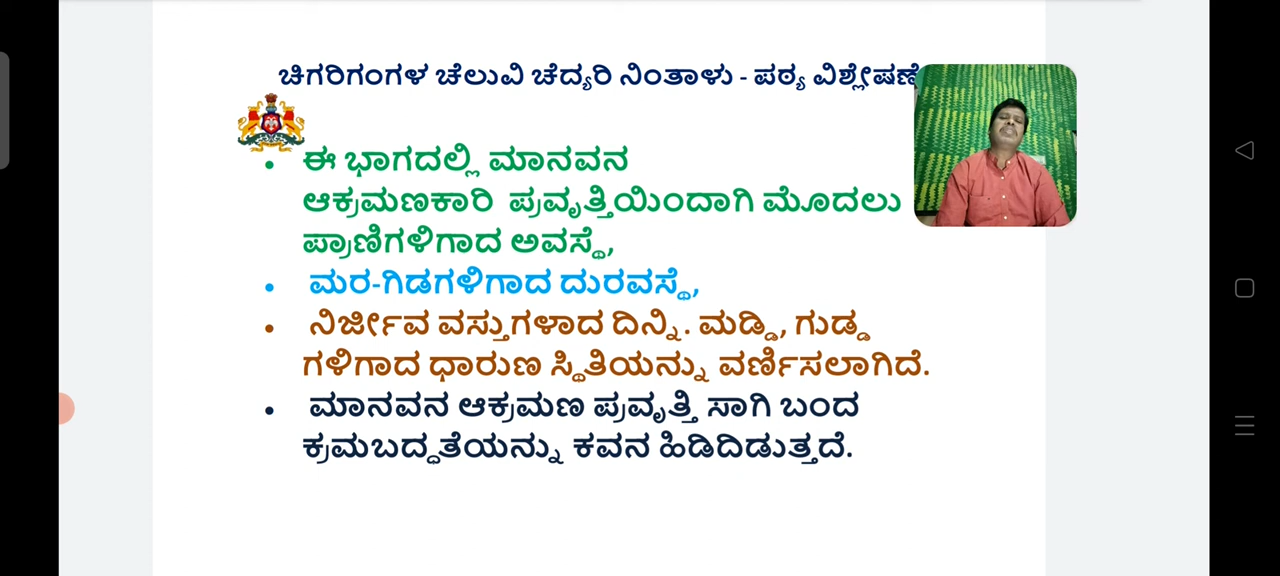 ಚಿಗರಿಗಂಗಳ ಚೆಲುವಿ ಚೆದ್ಯರಿ ನಿಂತಾಳು - ಪಠ್ಯ ವಿಶ್ಲೇಷಣೆ
• ಈ ಭಾಗದಲ್ಲಿ ಮಾನವನ
ಆಕ್ರಮಣಕಾರಿ ಪ್ರವೃತ್ತಿಯಿಂದಾಗಿ ಮೊದಲು
ಪ್ರಾಣಿಗಳಿಗಾದ ಅವಸ್ಥೆ,
• ಮರ-ಗಿಡಗಳಿಗಾದ ದುರವಸ್ಥೆ,
• ನಿರ್ಜೀವ ವಸ್ತುಗಳಾದ ದಿನ್ನಿ. ಮಡ್ಡಿ, ಗುಡ್ಡ
ಗಳಿಗಾದ ಧಾರುಣ ಸ್ಥಿತಿಯನ್ನು ವರ್ಣಿಸಲಾಗಿದೆ.
• ಮಾನವನ ಆಕ್ರಮಣ ಪ್ರವೃತ್ತಿ ಸಾಗಿ ಬಂದ
ಕ್ರಮಬದ್ಧತೆಯನ್ನು ಕವನ ಹಿಡಿದಿಡುತ್ತದೆ.